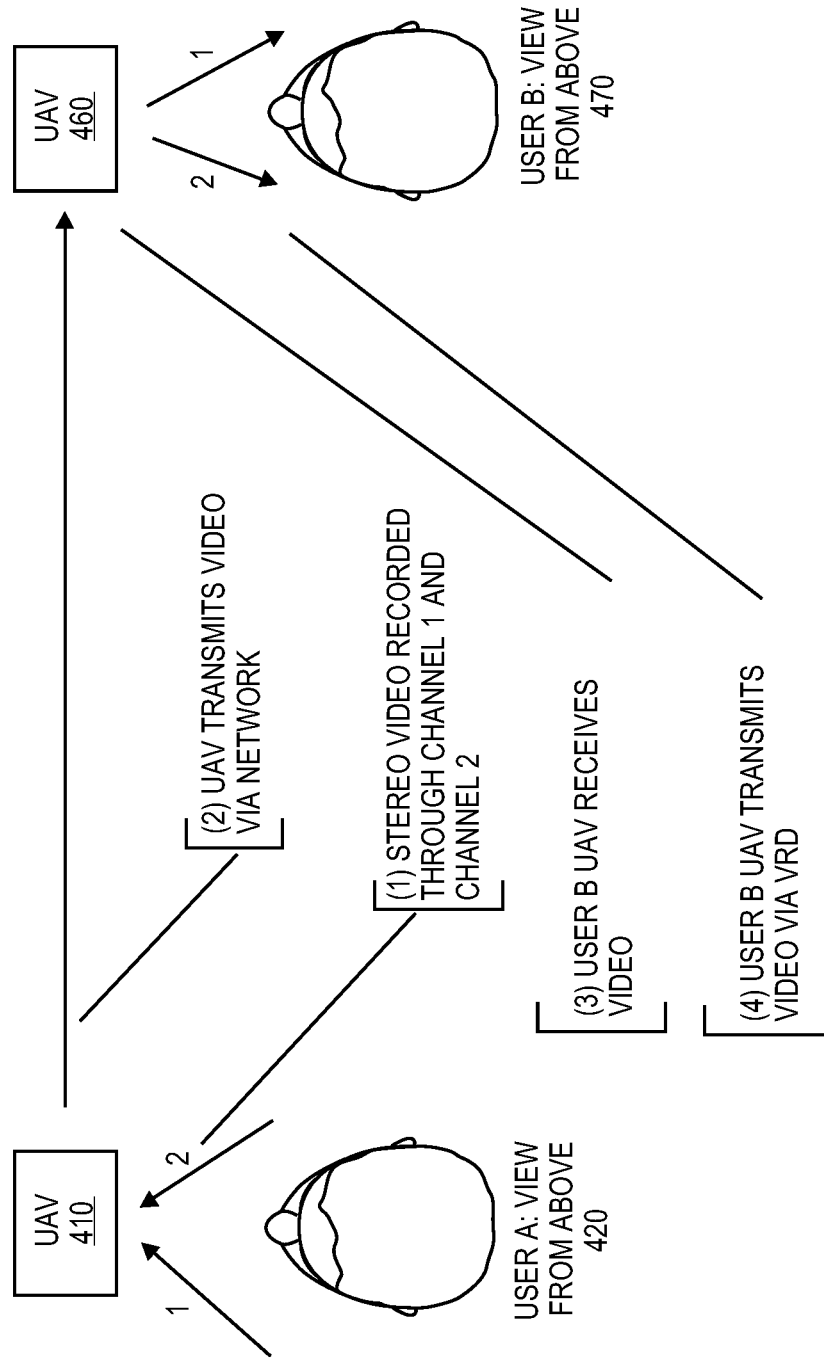 UAV
410
1
2
USER A: VIEW
FROM ABOVE
420
(2) UAV TRANSMITS VIDEO
VIA NETWORK
(1) STEREO VIDEO RECORDED
THROUGH CHANNEL 1 AND
CHANNEL 2
(3) USER B UAV RECEIVES
VIDEO
(4) USER B UAV TRANSMITS
VIDEO VIA VRD
UAV
460
2
1
USER B: VIEW
FROM ABOVE
470